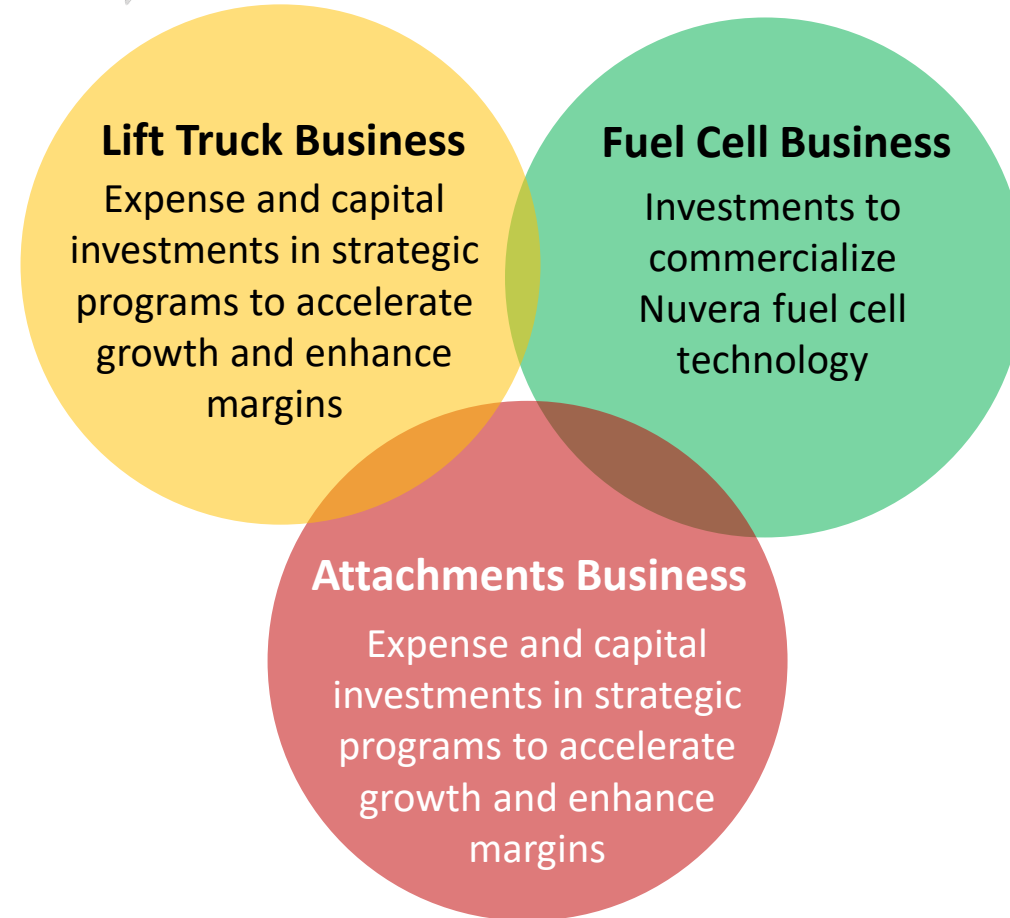 Lift Truck Business
Expense and capital
investments in strategic
programs to accelerate
growth and enhance
margins
Fuel Cell Business
Investments to
commercialize
Nuvera fuel cell
technology
Attachments Business
Expense and capital
investments in strategic
programs to accelerate
growth and enhance
margins